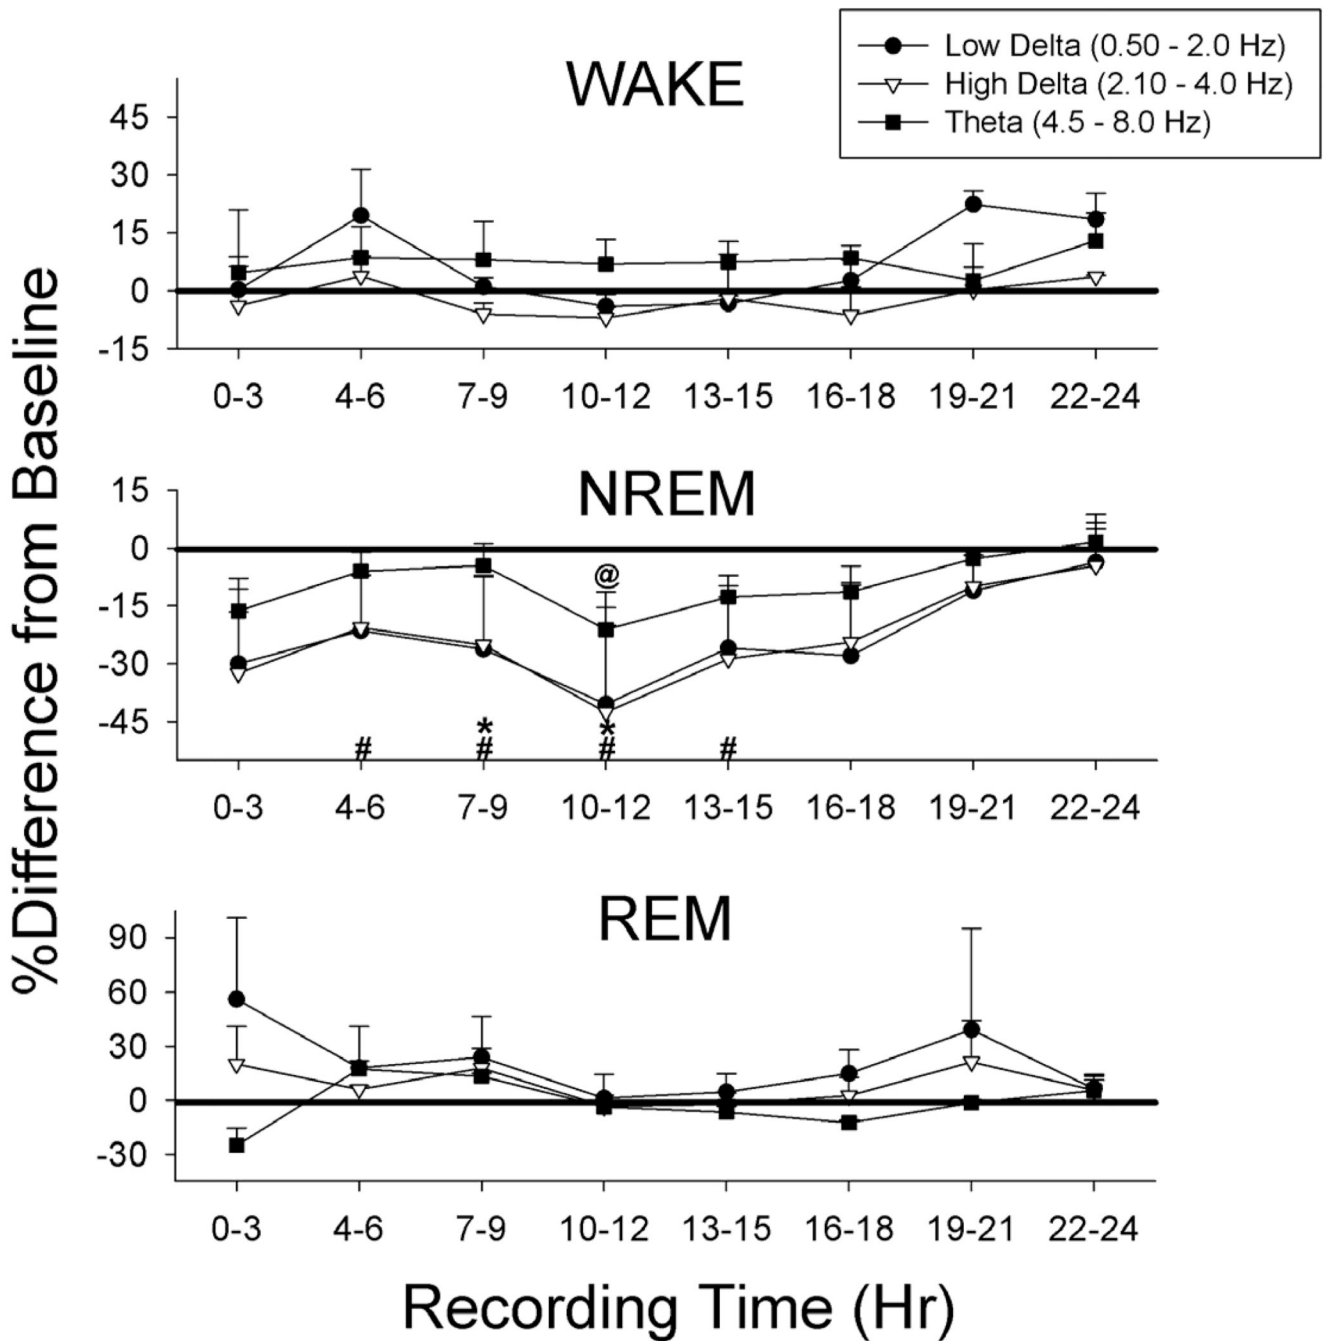 Low Delta (0.50 - 2.0 Hz)
High Delta (2.10 - 4.0 Hz)
Theta (4.5 - 8.0 Hz)
%Difference from Baseline
WAKE
45
30
15
0
-15
0-3 4-6 7-9 10-12 13-15 16-18 19-21 22-24
NREM
15
0
@
-15
-30
-45
* *
# # # #
0-3 4-6 7-9 10-12 13-15 16-18 19-21 22-24
REM
90
60
30
0
-30
0-3 4-6 7-9 10-12 13-15 16-18 19-21 22-24
Recording Time (Hr)